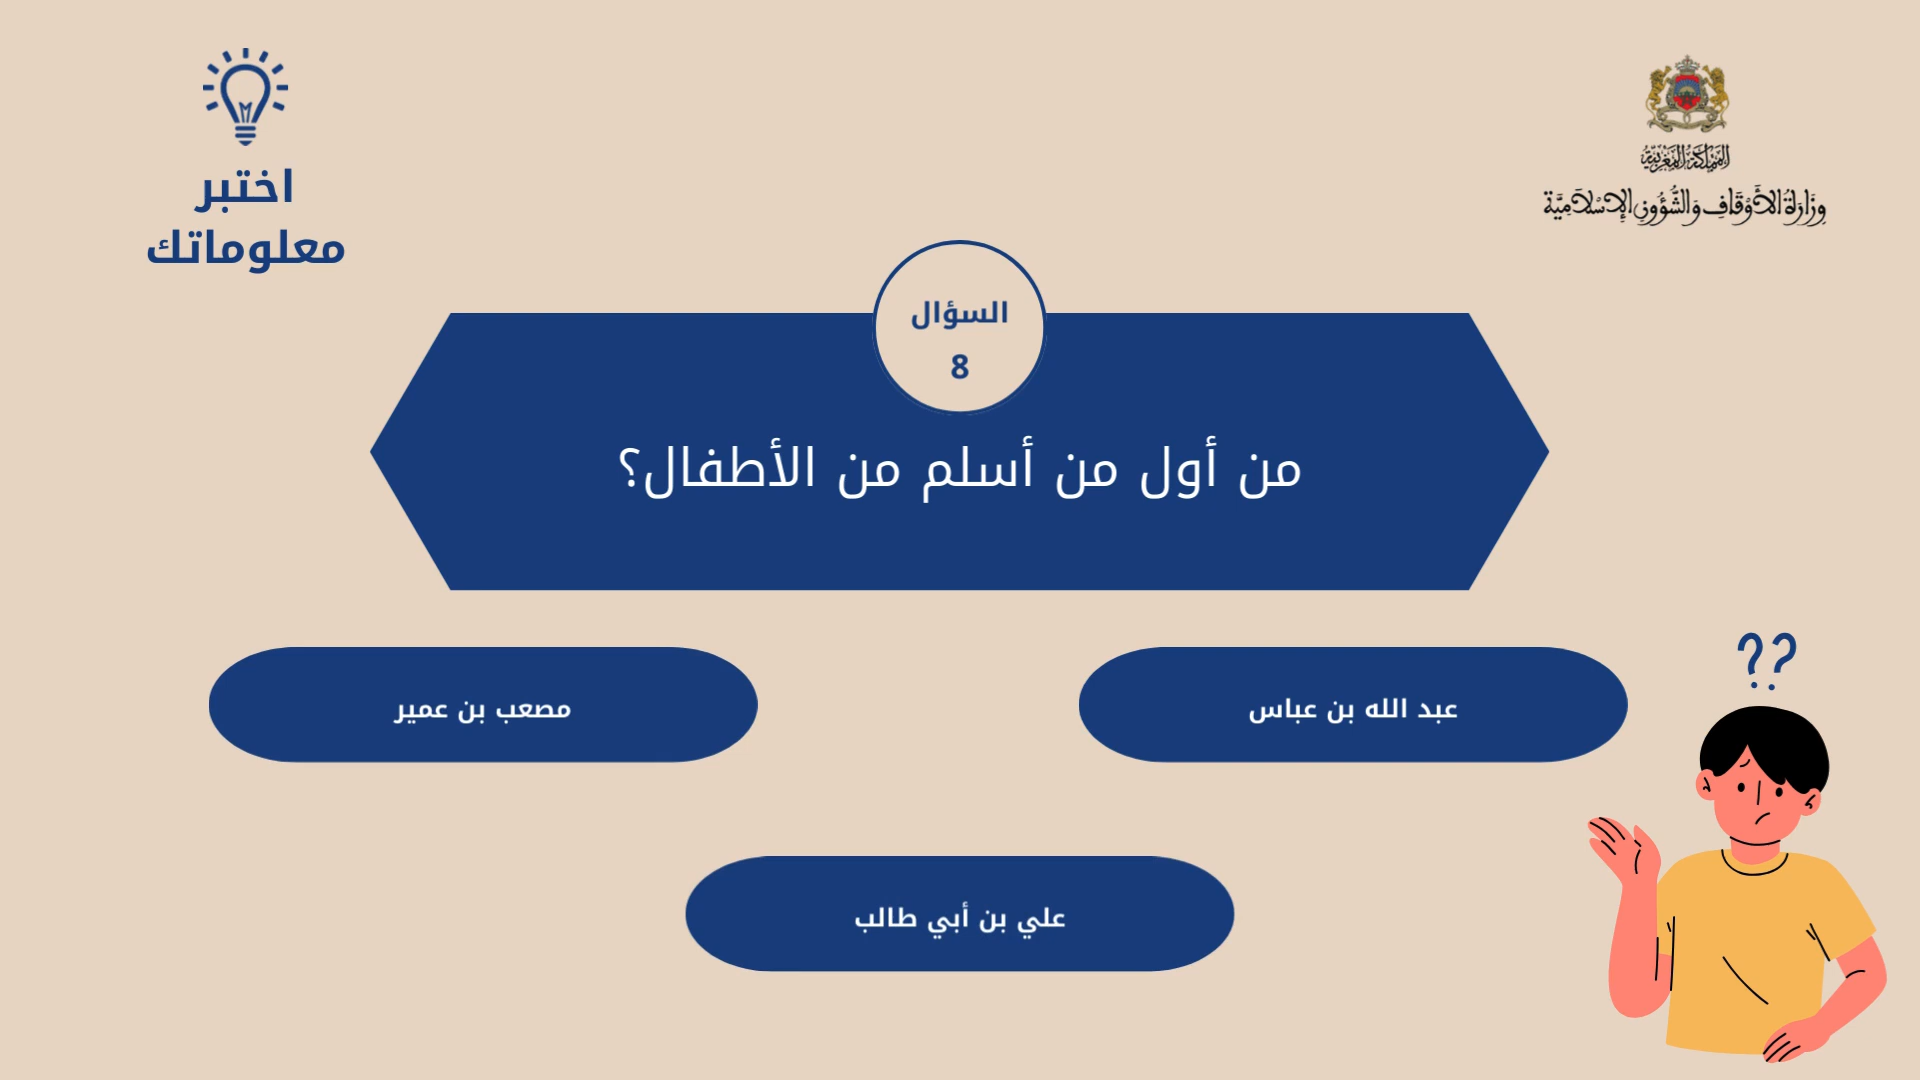 اختبر
معلوماتك
المملكة المغربية
وزارة الأوقاف والشؤون الإسلامية
السؤال
8
من أول من أسلم من الأطفال؟
??
عبد الله بن عباس
مصعب بن عمير
علي بن أبي طالب